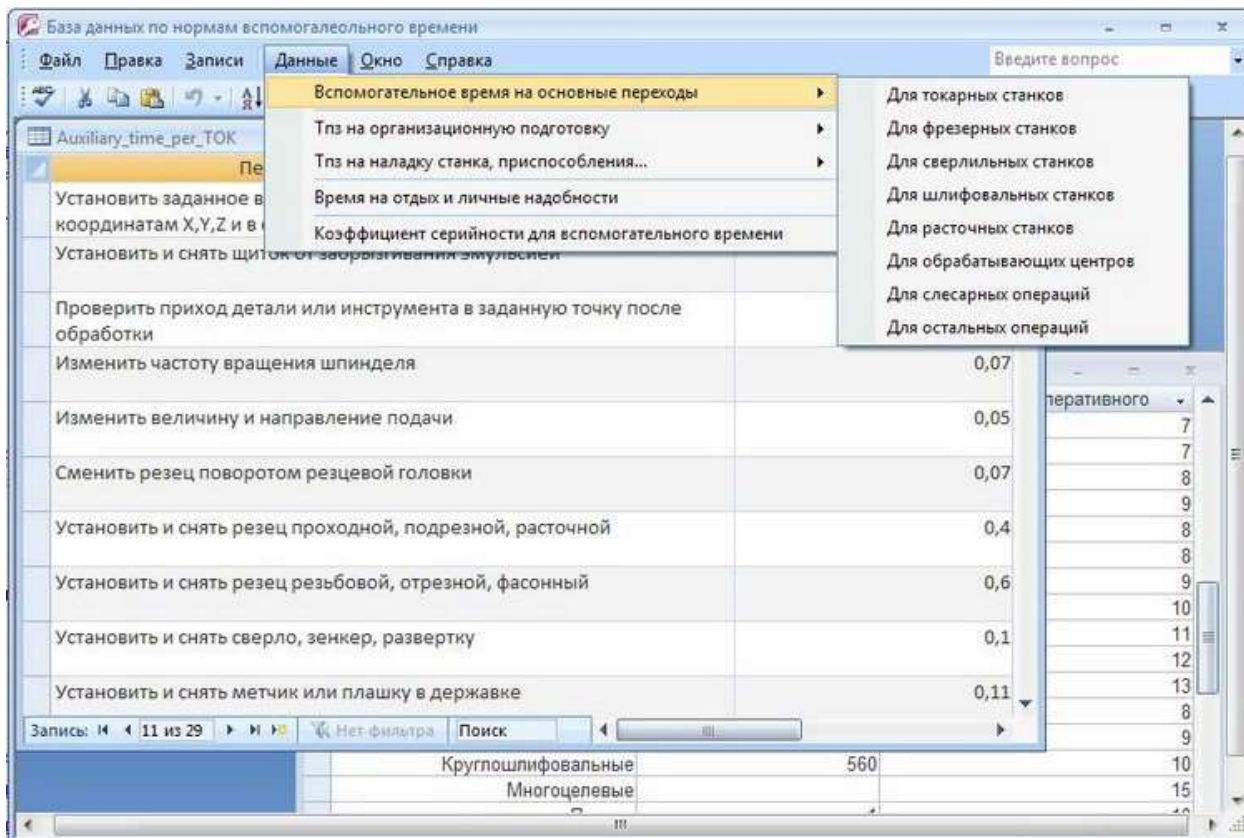 База данных по нормам вспомогалеольного времени
Файл Правка Записи Данные Окно Справка Введите вопрос
Вспомогательное время на основные переходы
Тпз на организационную подготовку
Тпз на наладку станка, приспособления...
Время на отдых и личные надобности
Коэффициент серийности для вспомогательного времени
Для токарных станков
Для фрезерных станков
Для сверлильных станков
Для шлифовальных станков
Для расточных станков
Для обрабатывающих центров
Для слесарных операций
Для остальных операций
Auxiliary_time_per_TOK
Пе
Установить заданное в
координатам X,Y,Z и в
Установить и снять щиток от забрызгивания эмульсией
Проверить приход детали или инструмента в заданную точку после
обработки
Изменить частоту вращения шпинделя 0,07
Изменить величину и направление подачи 0,05
Сменить резец поворотом резцевой головки 0,07
Установить и снять резец проходной, подрезной, расточной 0,4
Установить и снять резец резьбовой, отрезной, фасонный 0,6
Установить и снять сверло, зенкер, развертку 0,1
Установить и снять метчик или плашку в державке 0,11
Запись: 11 из 29 Нет фильтра Поиск
перативного
7
7
8
9
8
8
9
10
11
12
13
8
9
Круглошлифовальные 560 10
Многоцелевые 15